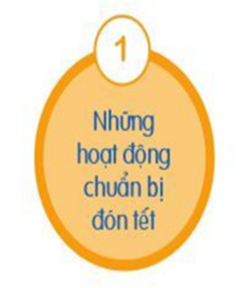 1
Những
hoạt động
chuẩn bị
đón tết